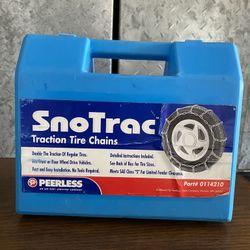 SnoTrac
Traction Tire Chains
Double The Traction Of Regular Tires.
Front or Rear Wheel Drive Vehicles.
Fast and Easy Installation, No Tools Required.
Detailed Instructions Included.
See Back of Box for Tire Sizes.
Meets SAE Class "S" For Limited Fender Clearance.
PEERLESS
Part# 0114210